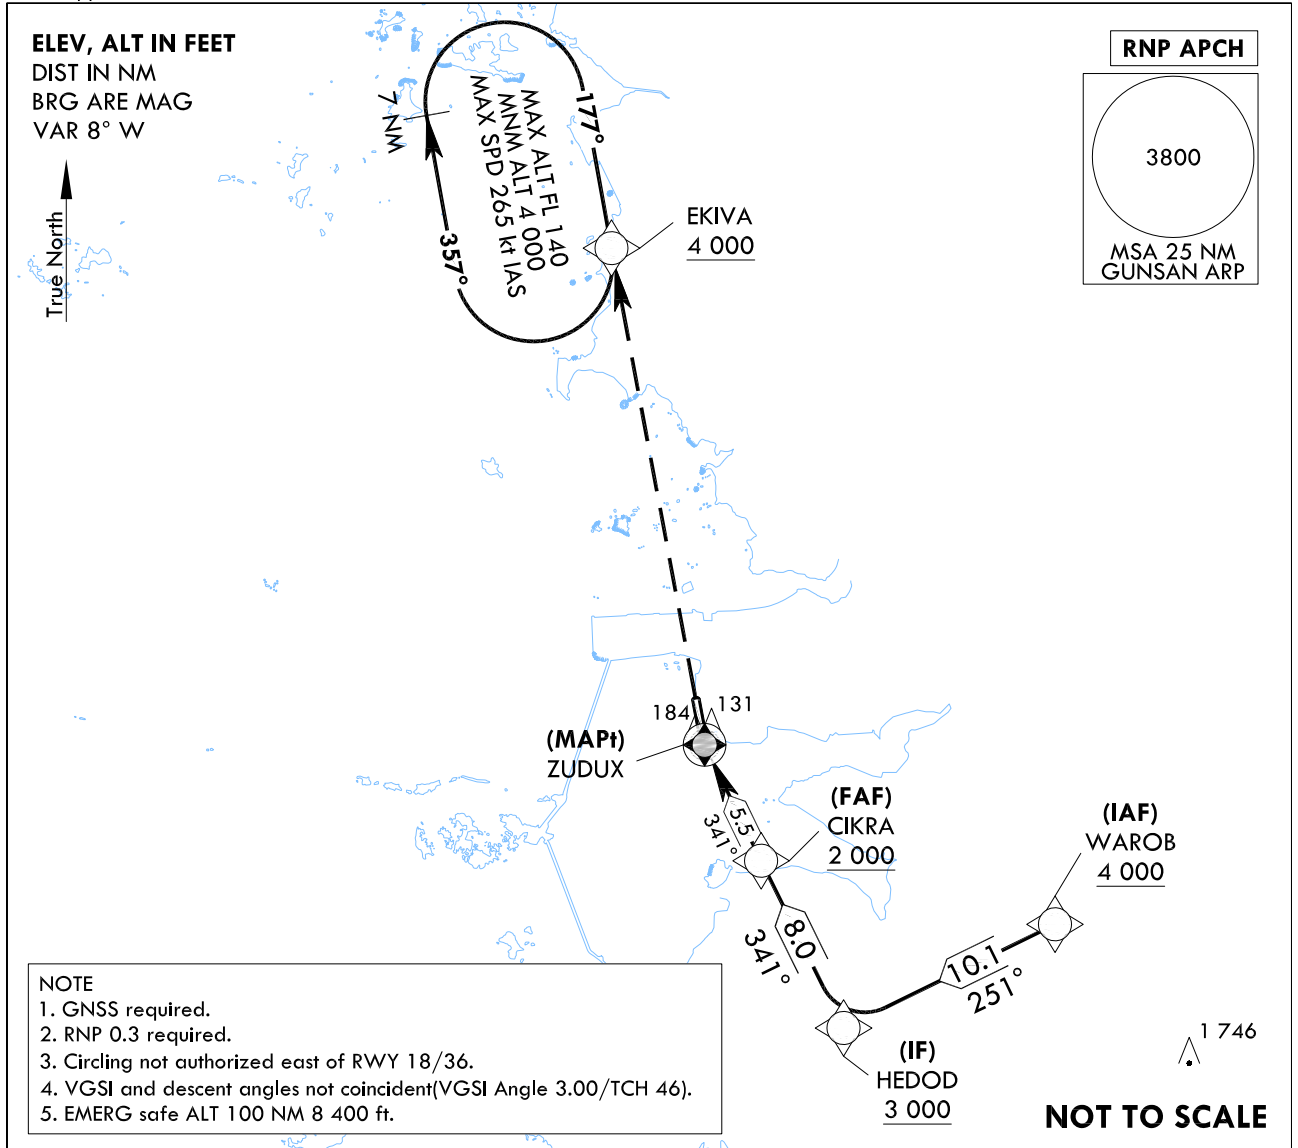 ELEV, ALT IN FEET
DIST IN NM
BRG ARE MAG
VAR 8° W
True North
RNP APCH
3800
MSA 25 NM
GUNSAN ARP
7 NM
177°
357°
MAX ALT FL 140
MNM ALT 4 000
MAX SPD 265 kt IAS
EKIVA
4 000
184
131
(MAPt)
ZUDUX
5.5
341°
(FAF)
CIKRA
2 000
(IAF)
WAROB
4 000
8.0
341°
10.1
251°
(IF)
HEDOD
3 000
1 746
NOTE
1. GNSS required.
2. RNP 0.3 required.
3. Circling not authorized east of RWY 18/36.
4. VGSI and descent angles not coincident(VGSI Angle 3.00/TCH 46).
5. EMERG safe ALT 100 NM 8 400 ft.
NOT TO SCALE